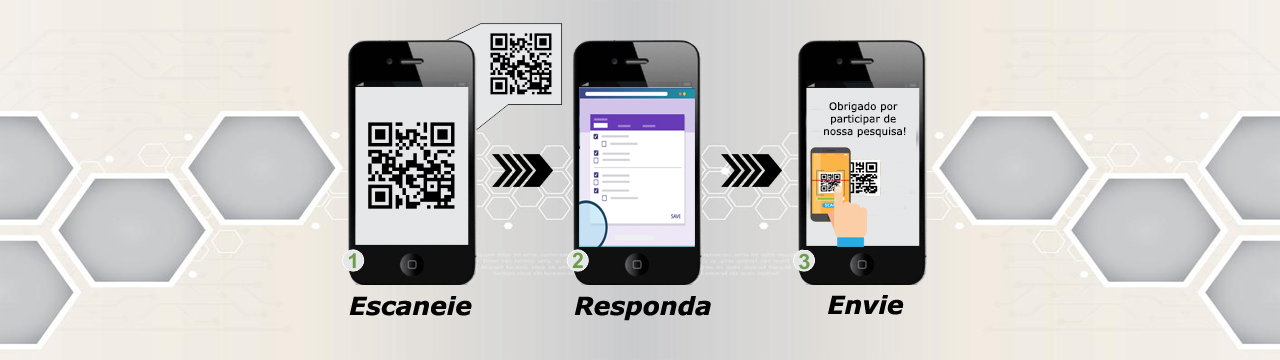 Obrigado por
participar de
nossa pesquisa!
SAVE
1
2
3
Escaneie
Responda
Envie